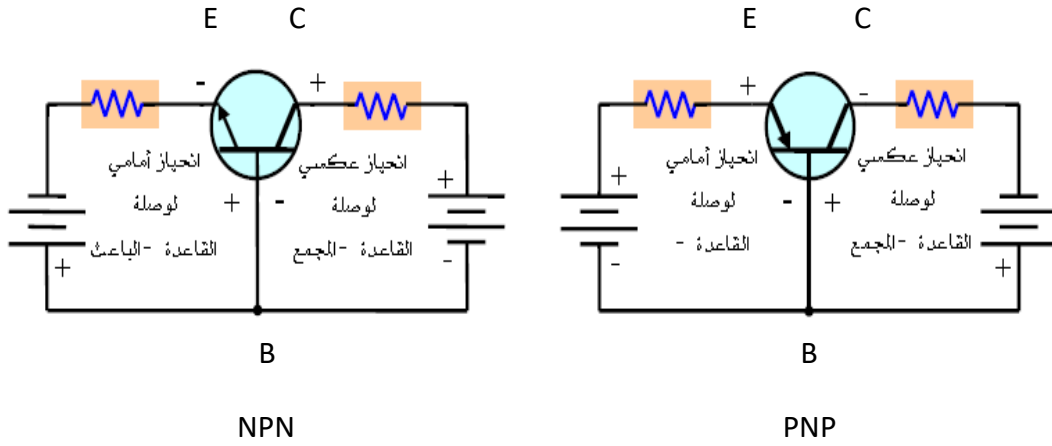 E C
E C
- +
+ -
انحياز أمامي
لوصلة
القاعدة -الباعث
+ -
انحياز عكسي
لوصلة
القاعدة -المجمع
+
+
-
انحياز أمامي
لوصلة
القاعدة -
- +
انحياز عكسي
لوصلة
القاعدة -المجمع
+
-
+
B
B
NPN
PNP